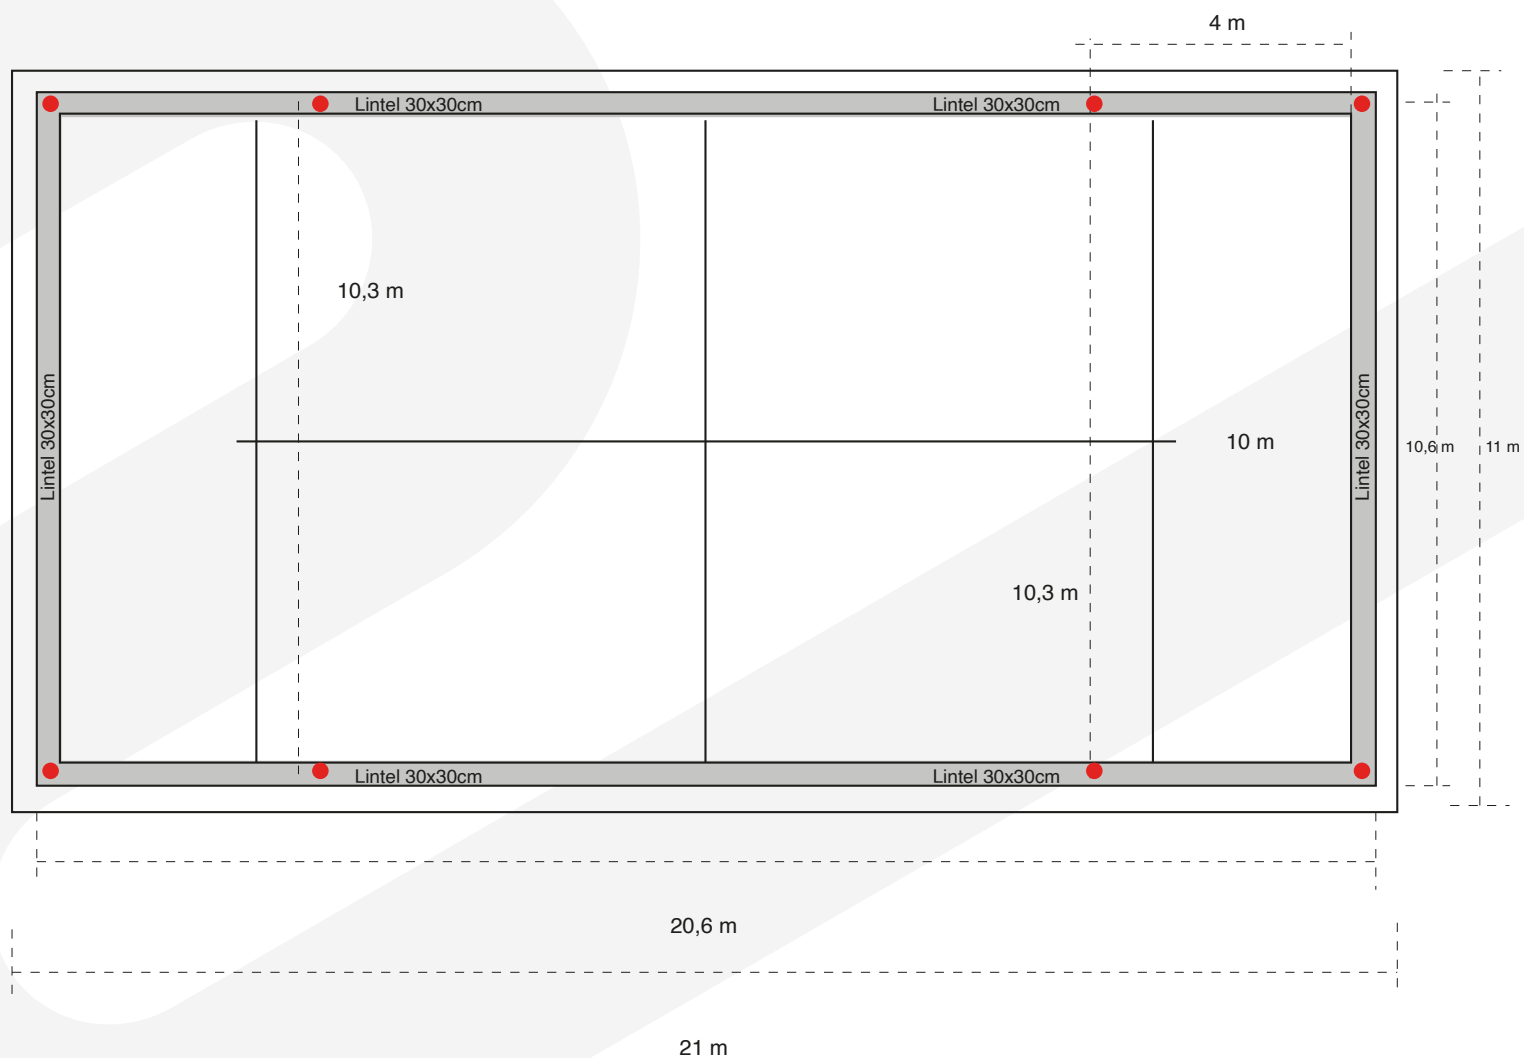 4 m
Lintel 30x30cm
Lintel 30x30cm
10,3 m
Lintel 30x30cm
Lintel 30x30cm
10 m
10,6 m
11 m
10,3 m
Lintel 30x30cm
Lintel 30x30cm
20,6 m
21 m